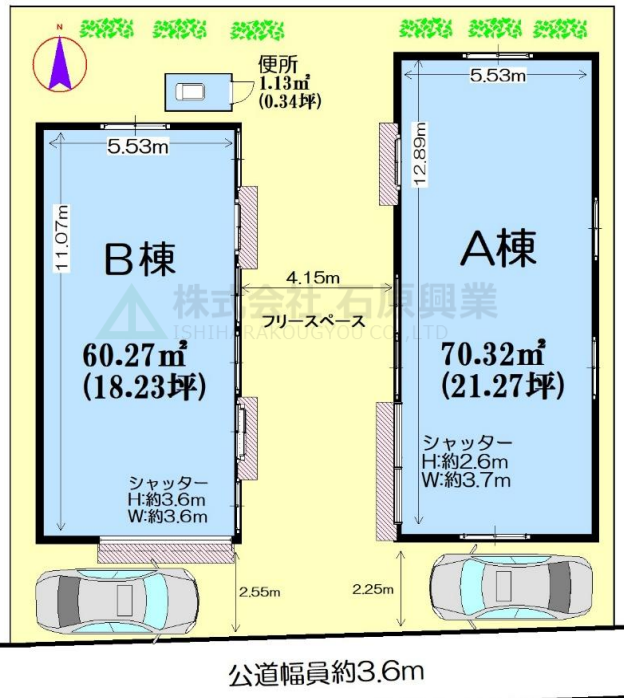 N
便所
1.13㎡
(0.34坪)
5.53m
5.53m
11.07m
12.89m
B棟
A棟
4.15m
株式会社 石原興業
ISHIHARAKOUGYOU CO.,LTD
フリースペース
60.27㎡
(18.23坪)
70.32㎡
(21.27坪)
シャッター
H:約3.6m
W:約3.6m
シャッター
H:約2.6m
W:約3.7m
2.55m
2.25m
公道幅員約3.6m